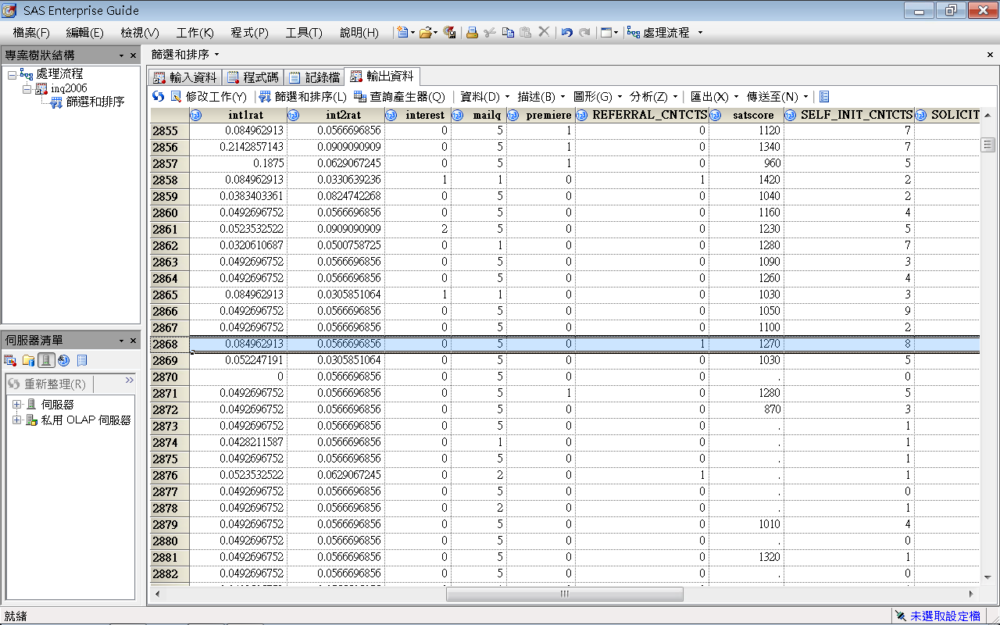 SAS Enterprise Guide
檔案(F) 編輯(E) 檢視(V) 工作(K) 程式(P) 工具(T) 說明(H) 處理流程
專案樹狀結構
處理流程
inq2006
篩選和排序
伺服器清單
重新整理(R)
伺服器
私用 OLAP 伺服器
篩選和排序
輸入資料 程式碼 記錄檔 輸出資料
修改工作(Y) 篩選和排序(L) 查詢產生器(Q) 資料(D) 描述(B) 圖形(G) 分析(Z) 匯出(X) 傳送至(N)
int1rat int2rat interest mailq premiere REFERRAL_CNTCTS satscore SELF_INIT_CNTCTS SOLICIT
2855 0.084962913 0.0566696856 0 5 1 0 1120 7
2856 0.2142857143 0.0909090909 0 5 1 0 1340 7
2857 0.1875 0.0629067245 0 5 1 0 960 5
2858 0.084962913 0.0330639236 1 1 0 1 1420 2
2859 0.0383403361 0.0824742268 0 5 0 0 1040 2
2860 0.0492696752 0.0566696856 0 5 0 0 1160 4
2861 0.0523532522 0.0909090909 2 5 0 0 1230 5
2862 0.0320610687 0.0500758725 0 1 0 0 1280 7
2863 0.0492696752 0.0566696856 0 5 0 0 1090 3
2864 0.0492696752 0.0566696856 0 5 0 0 1260 4
2865 0.084962913 0.0305851064 1 1 0 0 1030 3
2866 0.0492696752 0.0566696856 0 5 0 0 1050 9
2867 0.0492696752 0.0566696856 0 5 0 0 1100 2
2868 0.084962913 0.0566696856 0 5 0 1 1270 8
2869 0.052247191 0.0305851064 0 5 0 0 1030 5
2870 0 0.0566696856 0 5 0 0 . 0
2871 0.0492696752 0.0566696856 0 5 1 0 1280 5
2872 0.0492696752 0.0566696856 0 5 0 0 870 3
2873 0.0492696752 0.0566696856 0 5 0 0 . 1
2874 0.0428211587 0.0566696856 0 1 0 0 . 1
2875 0.0492696752 0.0566696856 0 5 0 0 . 1
2876 0.0523532522 0.0629067245 0 2 0 1 . 1
2877 0.0492696752 0.0566696856 0 5 0 0 . 0
2878 0.0492696752 0.0566696856 0 2 0 0 . 1
2879 0.0492696752 0.0566696856 0 5 0 0 1010 4
2880 0.0492696752 0.0566696856 0 5 0 0 . 0
2881 0.0492696752 0.0566696856 0 5 0 0 1320 1
2882 0.0492696752 0.0566696856 0 5 0 0 . 0
就緒 未選取設定檔